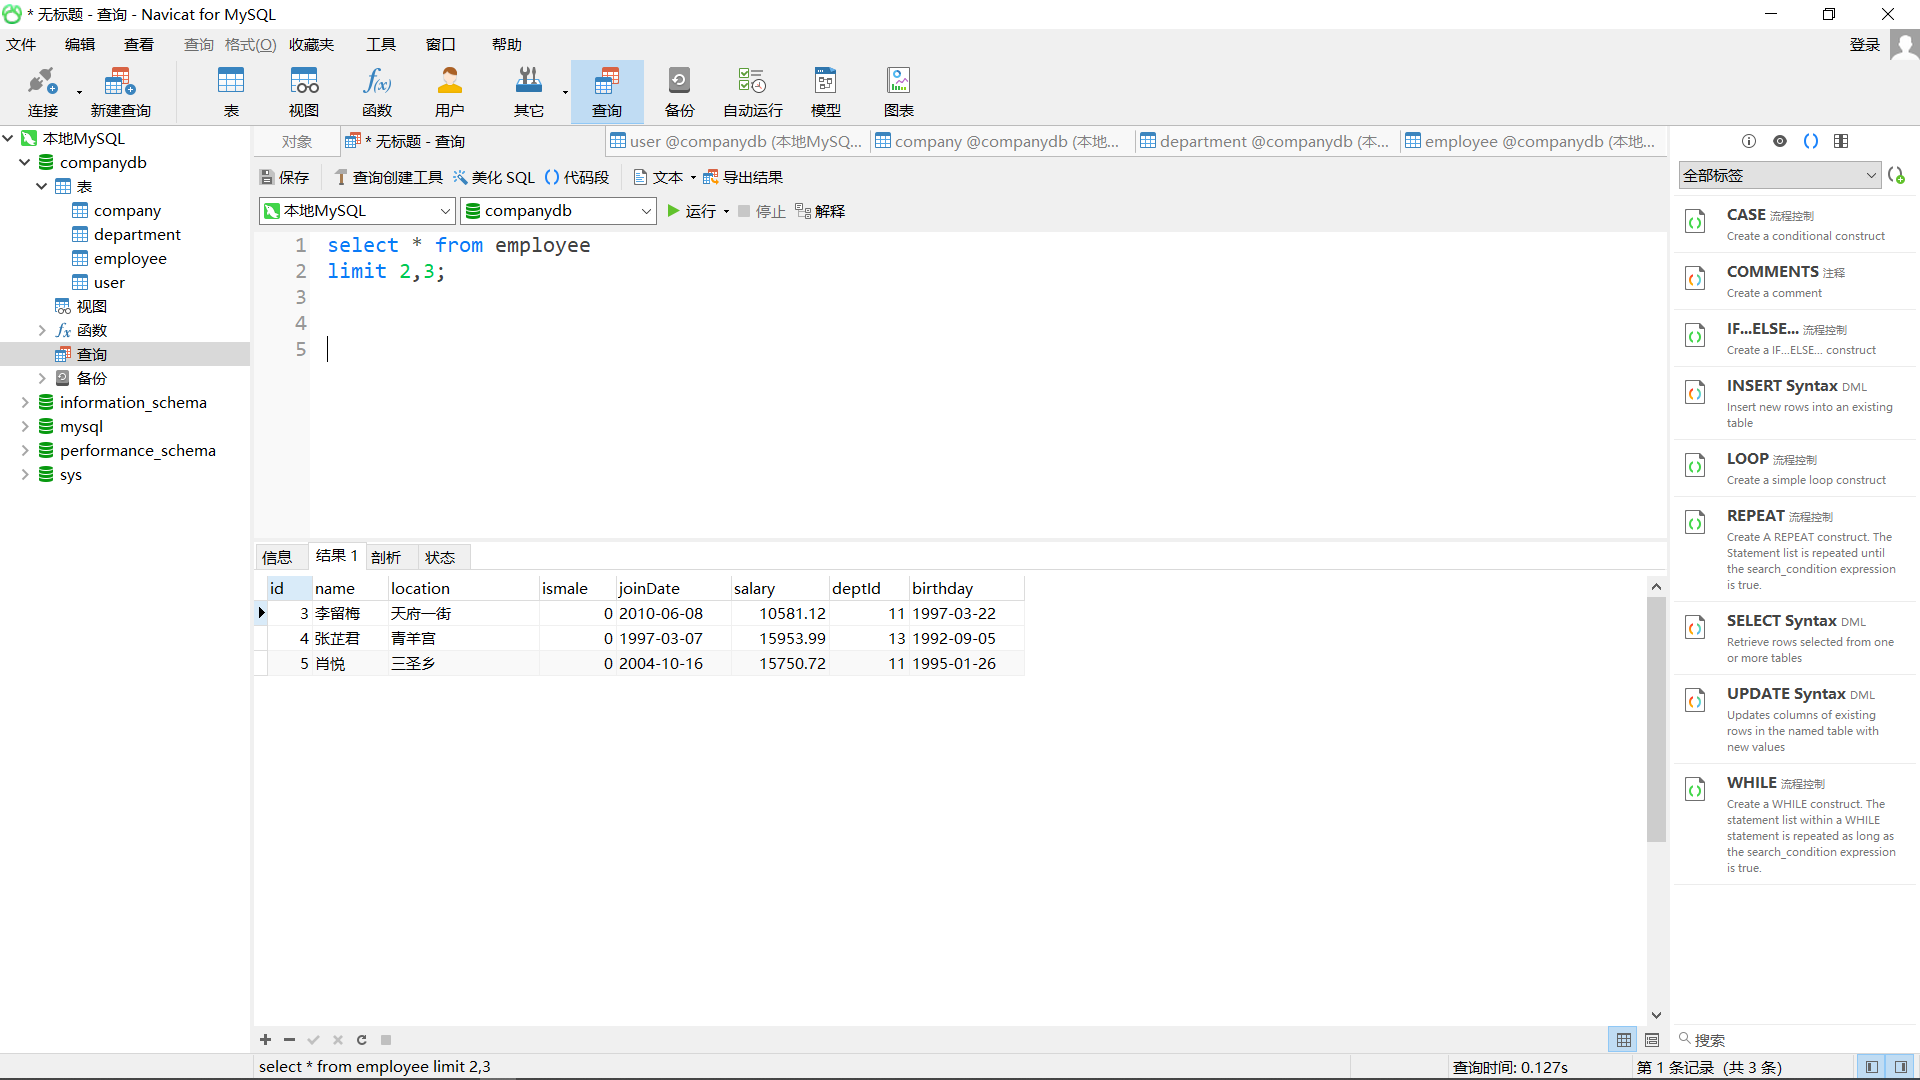 * 无标题 - 查询 - Navicat for MySQL
文件 编辑 查看 查询 格式(O) 收藏夹 工具 窗口 帮助 登录
连接 新建查询 表 视图 函数 用户 其它 查询 备份 自动运行 模型 图表
本地MySQL
companydb
表
company
department
employee
user
视图
函数
查询
备份
information_schema
mysql
performance_schema
sys
对象 * 无标题 - 查询 user @companydb (本地MySQ... company @companydb (本地... department @companydb (本... employee @companydb (本地...
保存 查询创建工具 美化 SQL 代码段 文本 导出结果
本地MySQL companydb 运行 停止 解释
1 select * from employee
2 limit 2,3;
3
4
5
信息 结果 1 剖析 状态
id name location ismale joinDate salary deptId birthday
3 李留梅 天府一街 0 2010-06-08 10581.12 11 1997-03-22
4 张芷君 青羊宫 0 1997-03-07 15953.99 13 1992-09-05
5 肖悦 三圣乡 0 2004-10-16 15750.72 11 1995-01-26
全部标签
CASE 流程控制
Create a conditional construct
COMMENTS 注释
Create a comment
IF...ELSE... 流程控制
Create a IF...ELSE... construct
INSERT Syntax DML
Insert new rows into an existing
table
LOOP 流程控制
Create a simple loop construct
REPEAT 流程控制
Create A REPEAT construct. The
Statement list is repeated until
the search_condition expression
is true.
SELECT Syntax DML
Retrieve rows selected from one
or more tables
UPDATE Syntax DML
Updates columns of existing
rows in the named table with
new values
WHILE 流程控制
Create a WHILE construct. The
statement list within a WHILE
statement is repeated as long as
the search_condition expression
is true.
搜索
select * from employee limit 2,3 查询时间: 0.127s 第 1 条记录 (共 3 条)